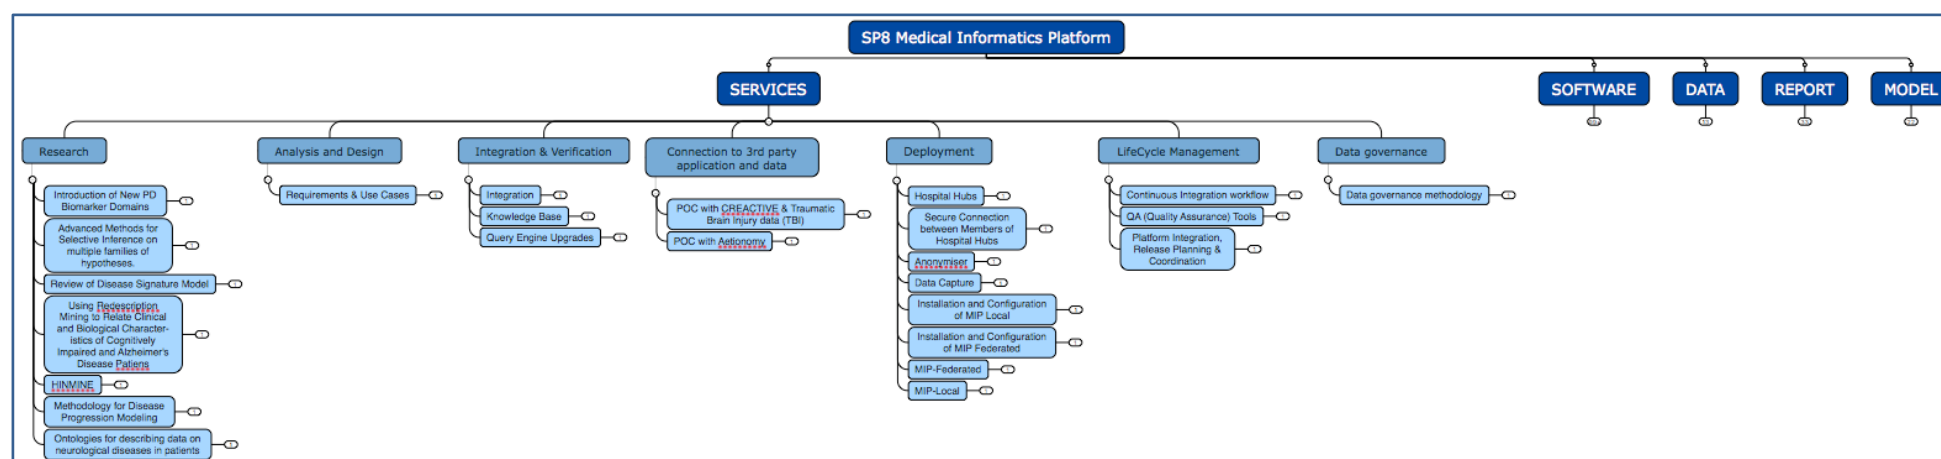 SP8 Medical Informatics Platform
SERVICES
SOFTWARE
DATA
REPORT
MODEL
Research
Introduction of New PD
Biomarker Domains
Advanced Methods for
Selective Inference on
multiple families of
hypotheses.
Review of Disease Signature Model
Using Redescription
Mining to Relate Clinical
and Biological Character-
istics of Cognitively
Impaired and Alzheimer's
Disease Patiens
HINMINE
Methodology for Disease
Progression Modeling
Ontologies for describing data on
neurological diseases in patients
Analysis and Design
Requirements & Use Cases
Integration & Verification
Integration
Knowledge Base
Query Engine Upgrades
Connection to 3rd party
application and data
POC with CREACTIVE & Traumatic
Brain Injury data (TBI)
POC with Aetionomy
Deployment
Hospital Hubs
Secure Connection
between Members of
Hospital Hubs
Anonymiser
Data Capture
Installation and Configuration
of MIP Local
Installation and Configuration
of MIP Federated
MIP-Federated
MIP-Local
LifeCycle Management
Continuous Integration workflow
QA (Quality Assurance) Tools
Platform Integration,
Release Planning &
Coordination
Data governance
Data governance methodology